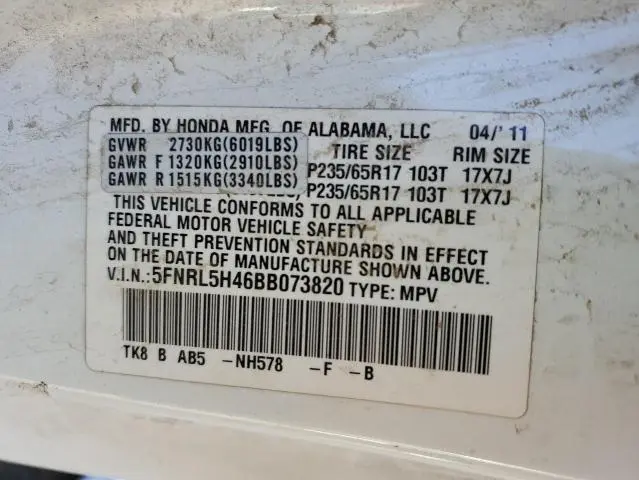 MFD. BY HONDA MFG. OF ALABAMA, LLC 04/'11
GVWR 2730KG(6019LBS) TIRE SIZE RIM SIZE
GAWR F 1320KG(2910LBS) P235/65R17 103T 17X7J
GAWR R 1515KG(3340LBS) P235/65R17 103T 17X7J
THIS VEHICLE CONFORMS TO ALL APPLICABLE
FEDERAL MOTOR VEHICLE SAFETY
AND THEFT PREVENTION STANDARDS IN EFFECT
ON THE DATE OF MANUFACTURE SHOWN ABOVE.
V.I.N.:5FNRL5H46BB073820 TYPE: MPV
TK8 B AB5 -NH578 -F -B